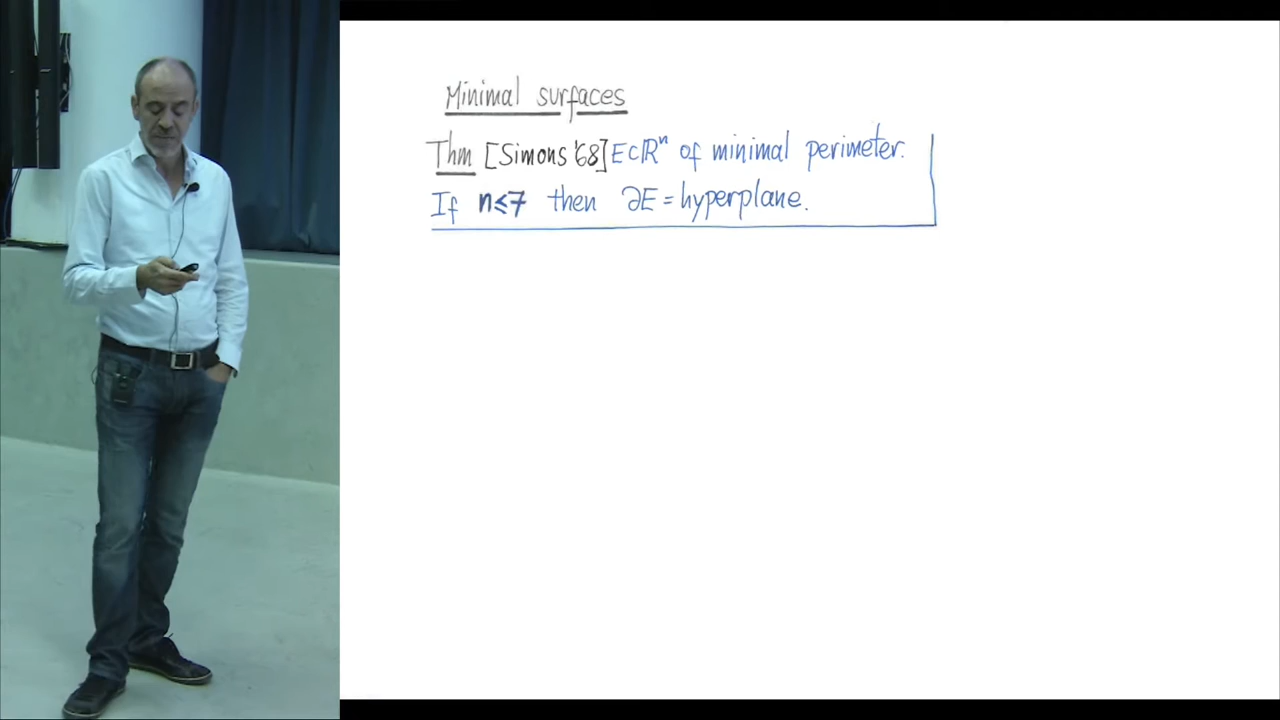 Minimal surfaces
Thm [Simons '68] E⊂ℝⁿ of minimal perimeter.
If n≤7 then ∂E = hyperplane.